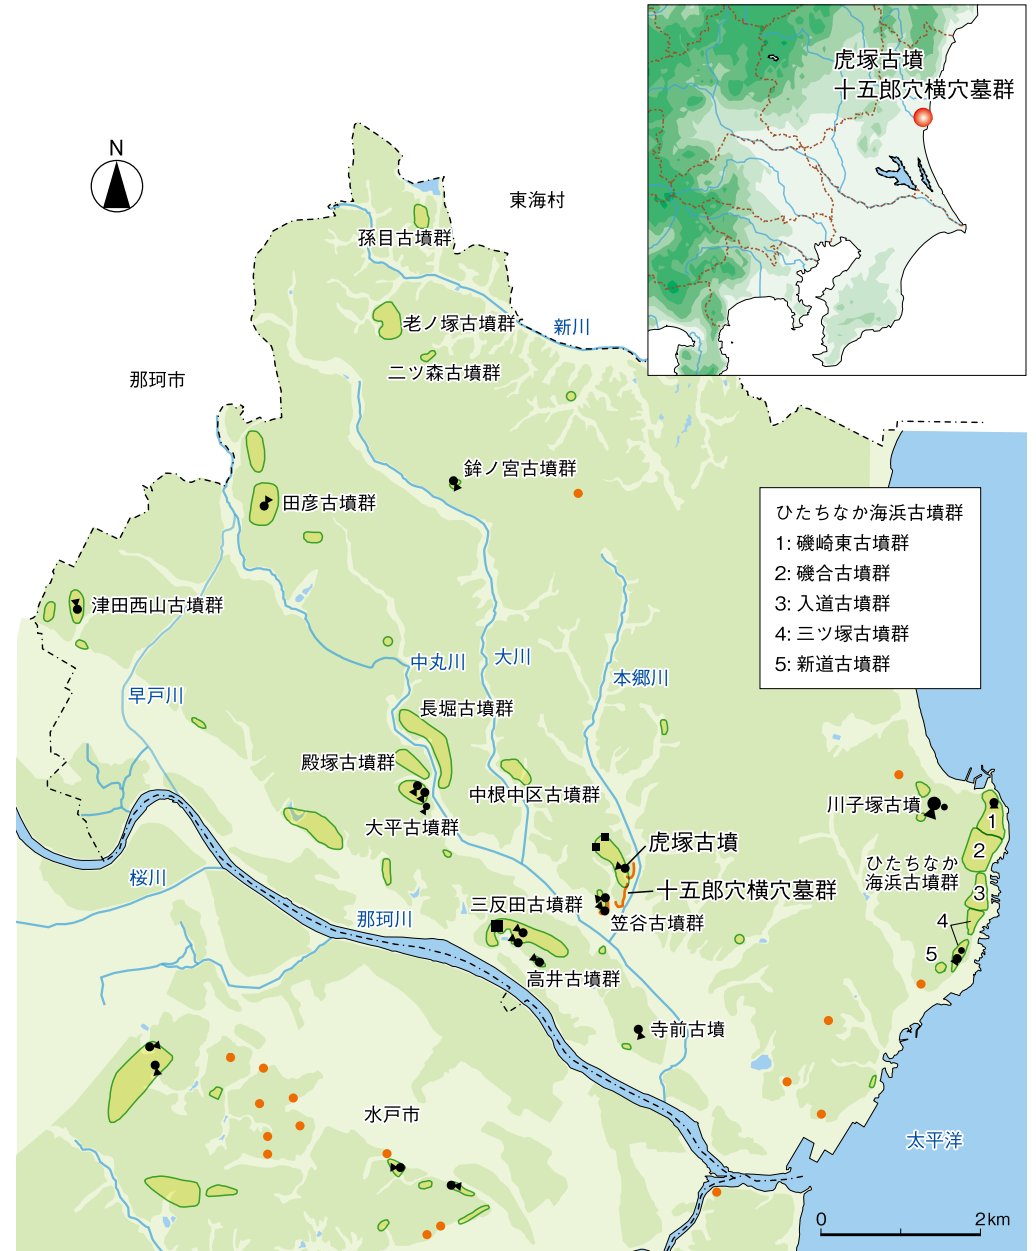 N
虎塚古墳
十五郎穴横穴墓群
東海村
孫目古墳群
老ノ塚古墳群
新川
二ツ森古墳群
那珂市
鉾ノ宮古墳群
田彦古墳群
ひたちなか海浜古墳群
1: 磯崎東古墳群
2: 磯合古墳群
3: 入道古墳群
4: 三ツ塚古墳群
5: 新道古墳群
津田西山古墳群
中丸川
大川
本郷川
早戸川
長堀古墳群
殿塚古墳群
中根中区古墳群
大平古墳群
川子塚古墳
1
2
3
4
5
ひたちなか
海浜古墳群
虎塚古墳
十五郎穴横穴墓群
桜川
那珂川
三反田古墳群
笠谷古墳群
高井古墳群
寺前古墳
水戸市
太平洋
0
2km